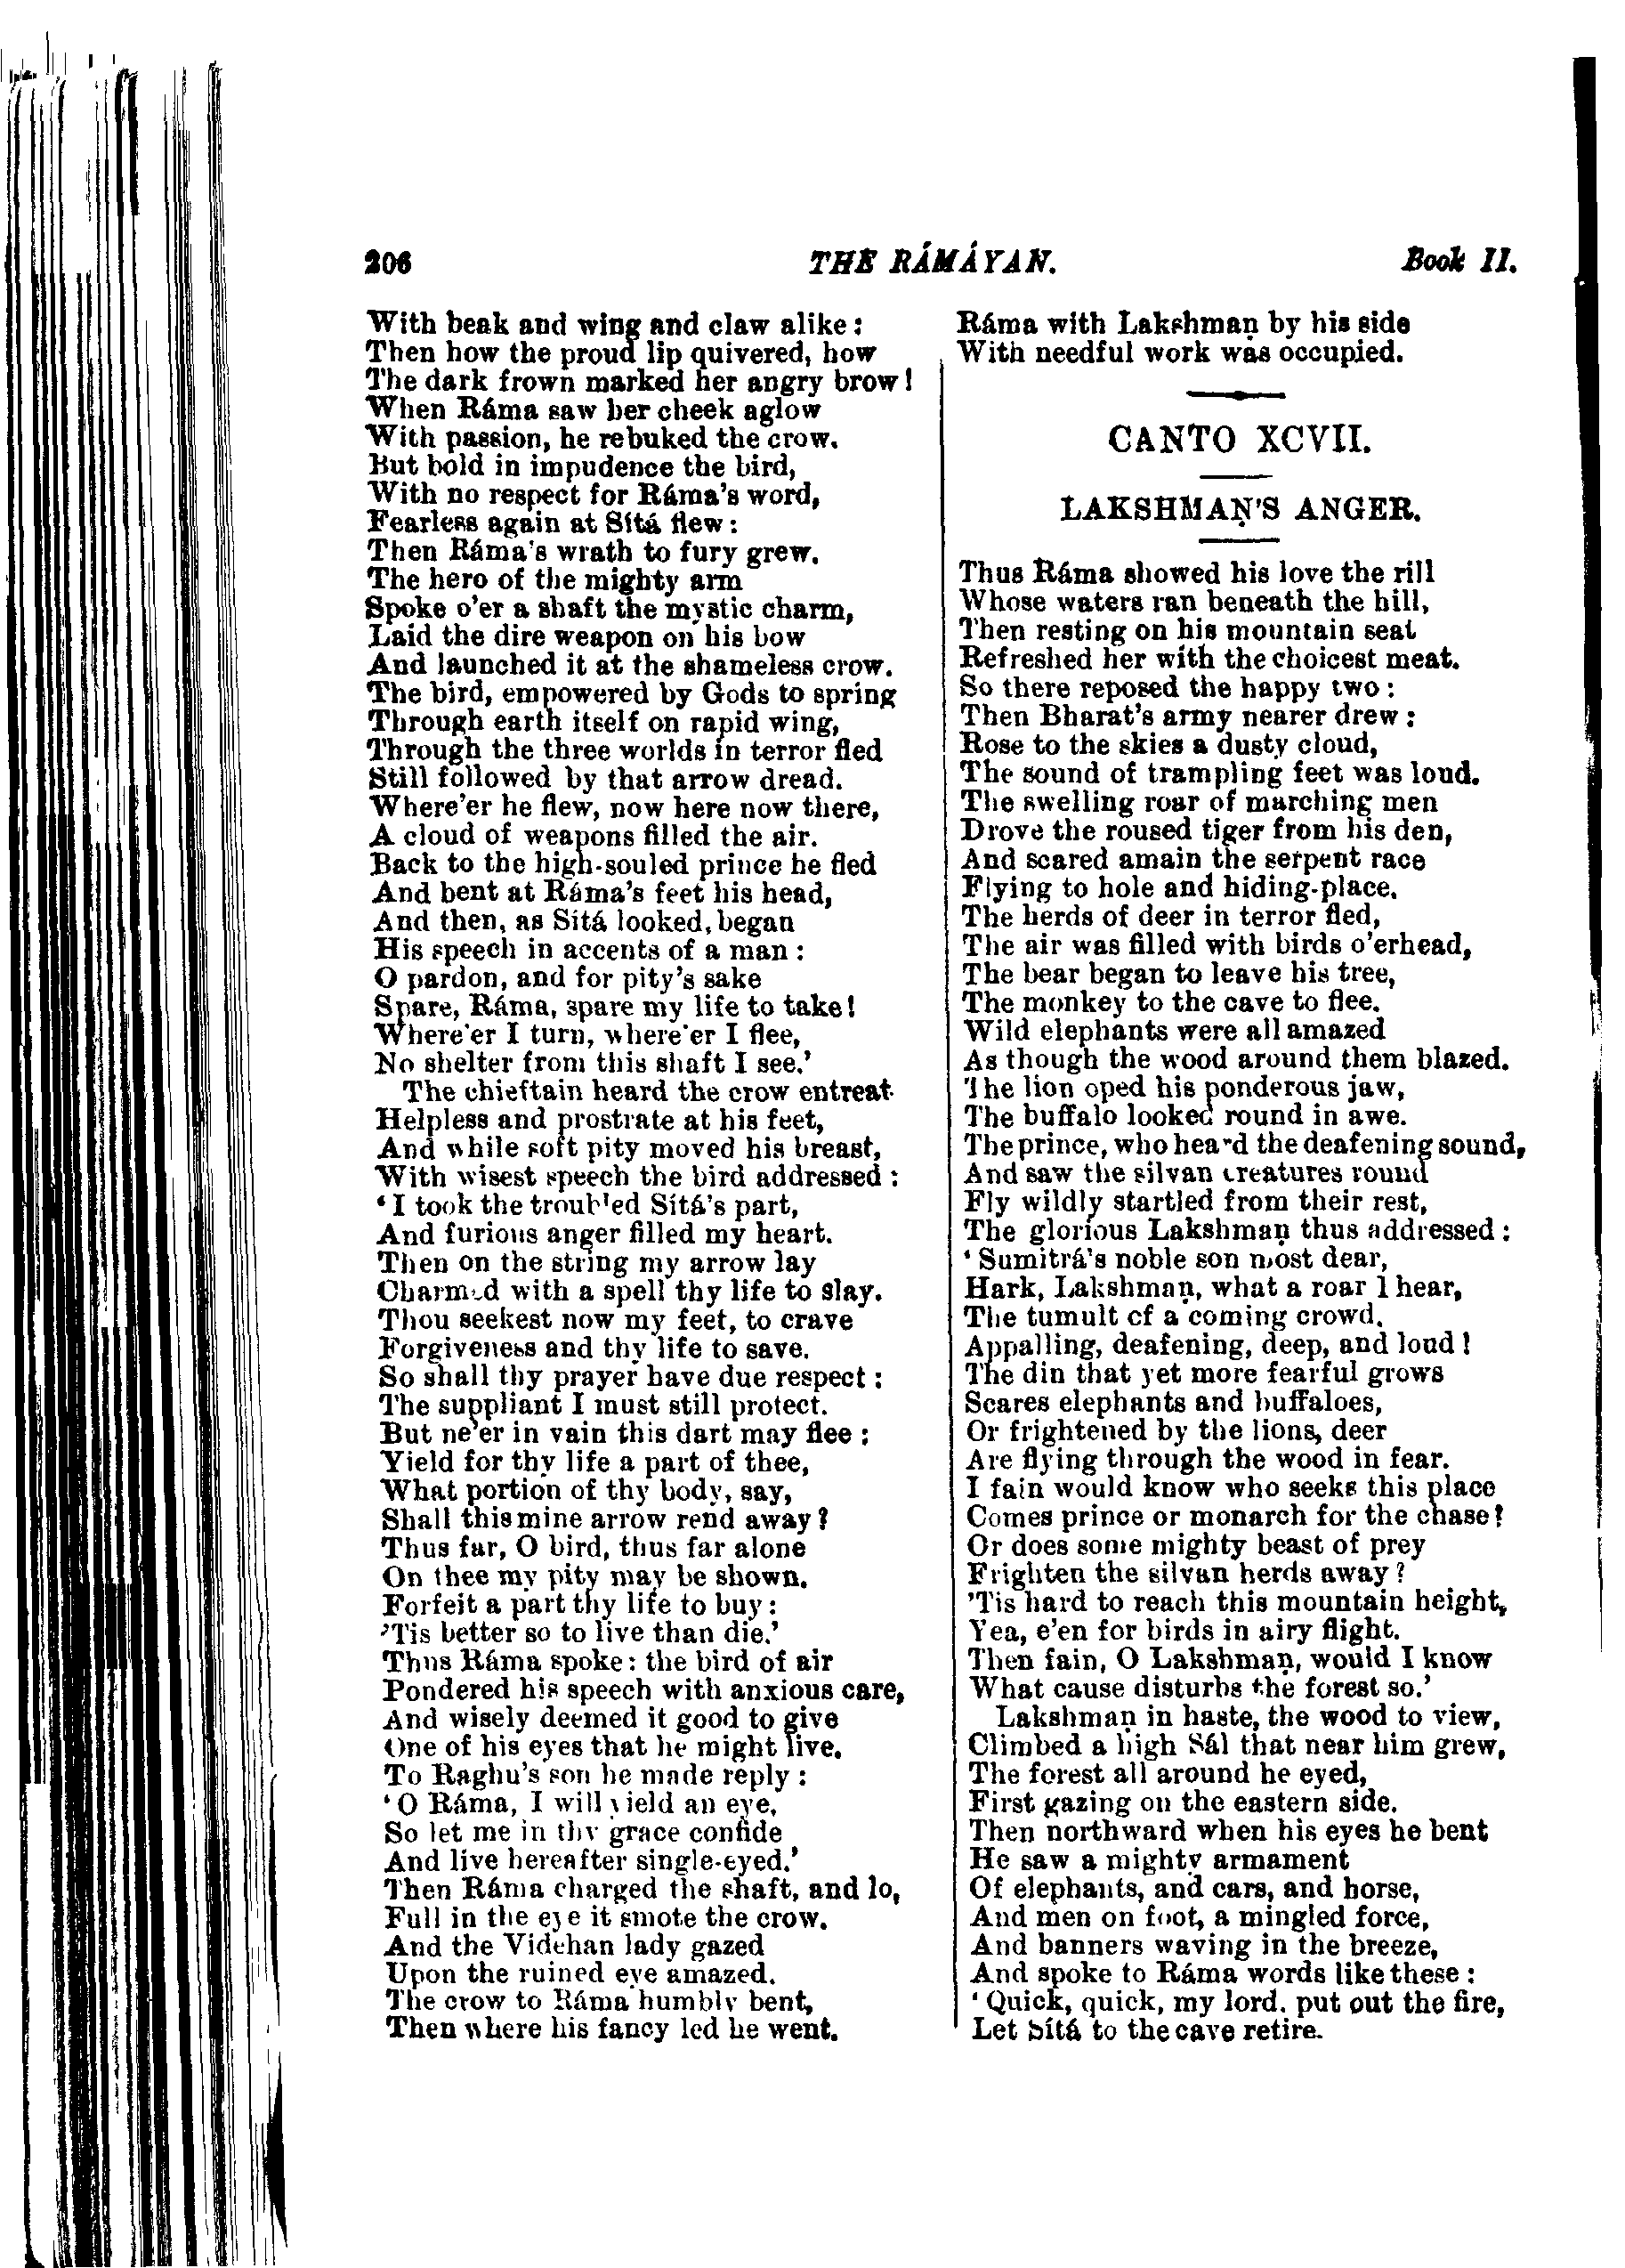 206 THE RÁMÁYAN. Book II.
With beak and wing and claw alike:
Then how the proud lip quivered, how
The dark frown marked her angry brow!
When Ráma saw her cheek aglow
With passion, he rebuked the crow.
But bold in impudence the bird,
With no respect for Ráma's word,
Fearless again at Sítá flew:
Then Ráma's wrath to fury grew.
The hero of the mighty arm
Spoke o'er a shaft the mystic charm,
Laid the dire weapon on his bow
And launched it at the shameless crow.
The bird, empowered by Gods to spring
Through earth itself on rapid wing,
Through the three worlds in terror fled
Still followed by that arrow dread.
Where'er he flew, now here now there,
A cloud of weapons filled the air.
Back to the high-souled prince he fled
And bent at Ráma's feet his head,
And then, as Sítá looked, began
His speech in accents of a man:
O pardon, and for pity's sake
Spare, Ráma, spare my life to take!
Where'er I turn, where'er I flee,
No shelter from this shaft I see.'
The chieftain heard the crow entreat
Helpless and prostrate at his feet,
And while soft pity moved his breast,
With wisest speech the bird addressed:
'I took the troubled Sítá's part,
And furious anger filled my heart.
Then on the string my arrow lay
Charmed with a spell thy life to slay.
Thou seekest now my feet, to crave
Forgiveness and thy life to save.
So shall thy prayer have due respect:
The suppliant I must still protect.
But ne'er in vain this dart may flee;
Yield for thy life a part of thee,
What portion of thy body, say,
Shall this mine arrow rend away?
Thus far, O bird, thus far alone
On thee my pity may be shown.
Forfeit a part thy life to buy:
'Tis better so to live than die.'
Thus Ráma spoke: the bird of air
Pondered his speech with anxious care,
And wisely deemed it good to give
One of his eyes that he might live.
To Raghu's son he made reply:
'O Ráma, I will yield an eye.
So let me in thy grace confide
And live hereafter single-eyed.'
Then Ráma charged the shaft, and lo,
Full in the eye it smote the crow.
And the Videhan lady gazed
Upon the ruined eye amazed.
The crow to Ráma humbly bent,
Then where his fancy led he went.
Ráma with Lakshmaṇ by his side
With needful work was occupied.
CANTO XCVII.
LAKSHMAṆ'S ANGER.
Thus Ráma showed his love the rill
Whose waters ran beneath the hill,
Then resting on his mountain seat
Refreshed her with the choicest meat.
So there reposed the happy two:
Then Bharat's army nearer drew:
Rose to the skies a dusty cloud,
The sound of trampling feet was loud.
The swelling roar of marching men
Drove the roused tiger from his den,
And scared amain the serpent race
Flying to hole and hiding-place.
The herds of deer in terror fled,
The air was filled with birds o'erhead,
The bear began to leave his tree,
The monkey to the cave to flee.
Wild elephants were all amazed
As though the wood around them blazed.
The lion oped his ponderous jaw,
The buffalo looked round in awe.
The prince, who heard the deafening sound,
And saw the silvan creatures round
Fly wildly startled from their rest,
The glorious Lakshmaṇ thus addressed:
'Sumitrá's noble son most dear,
Hark, Lakshmaṇ, what a roar I hear,
The tumult of a coming crowd,
Appalling, deafening, deep, and loud!
The din that yet more fearful grows
Scares elephants and buffaloes,
Or frightened by the lions, deer
Are flying through the wood in fear.
I fain would know who seeks this place
Comes prince or monarch for the chase?
Or does some mighty beast of prey
Frighten the silvan herds away?
'Tis hard to reach this mountain height,
Yea, e'en for birds in airy flight.
Then fain, O Lakshmaṇ, would I know
What cause disturbs the forest so.'
Lakshmaṇ in haste, the wood to view,
Climbed a high Sál that near him grew,
The forest all around he eyed,
First gazing on the eastern side.
Then northward when his eyes he bent
He saw a mighty armament
Of elephants, and cars, and horse,
And men on foot, a mingled force,
And banners waving in the breeze,
And spoke to Ráma words like these:
'Quick, quick, my lord, put out the fire,
Let Sítá to the cave retire.